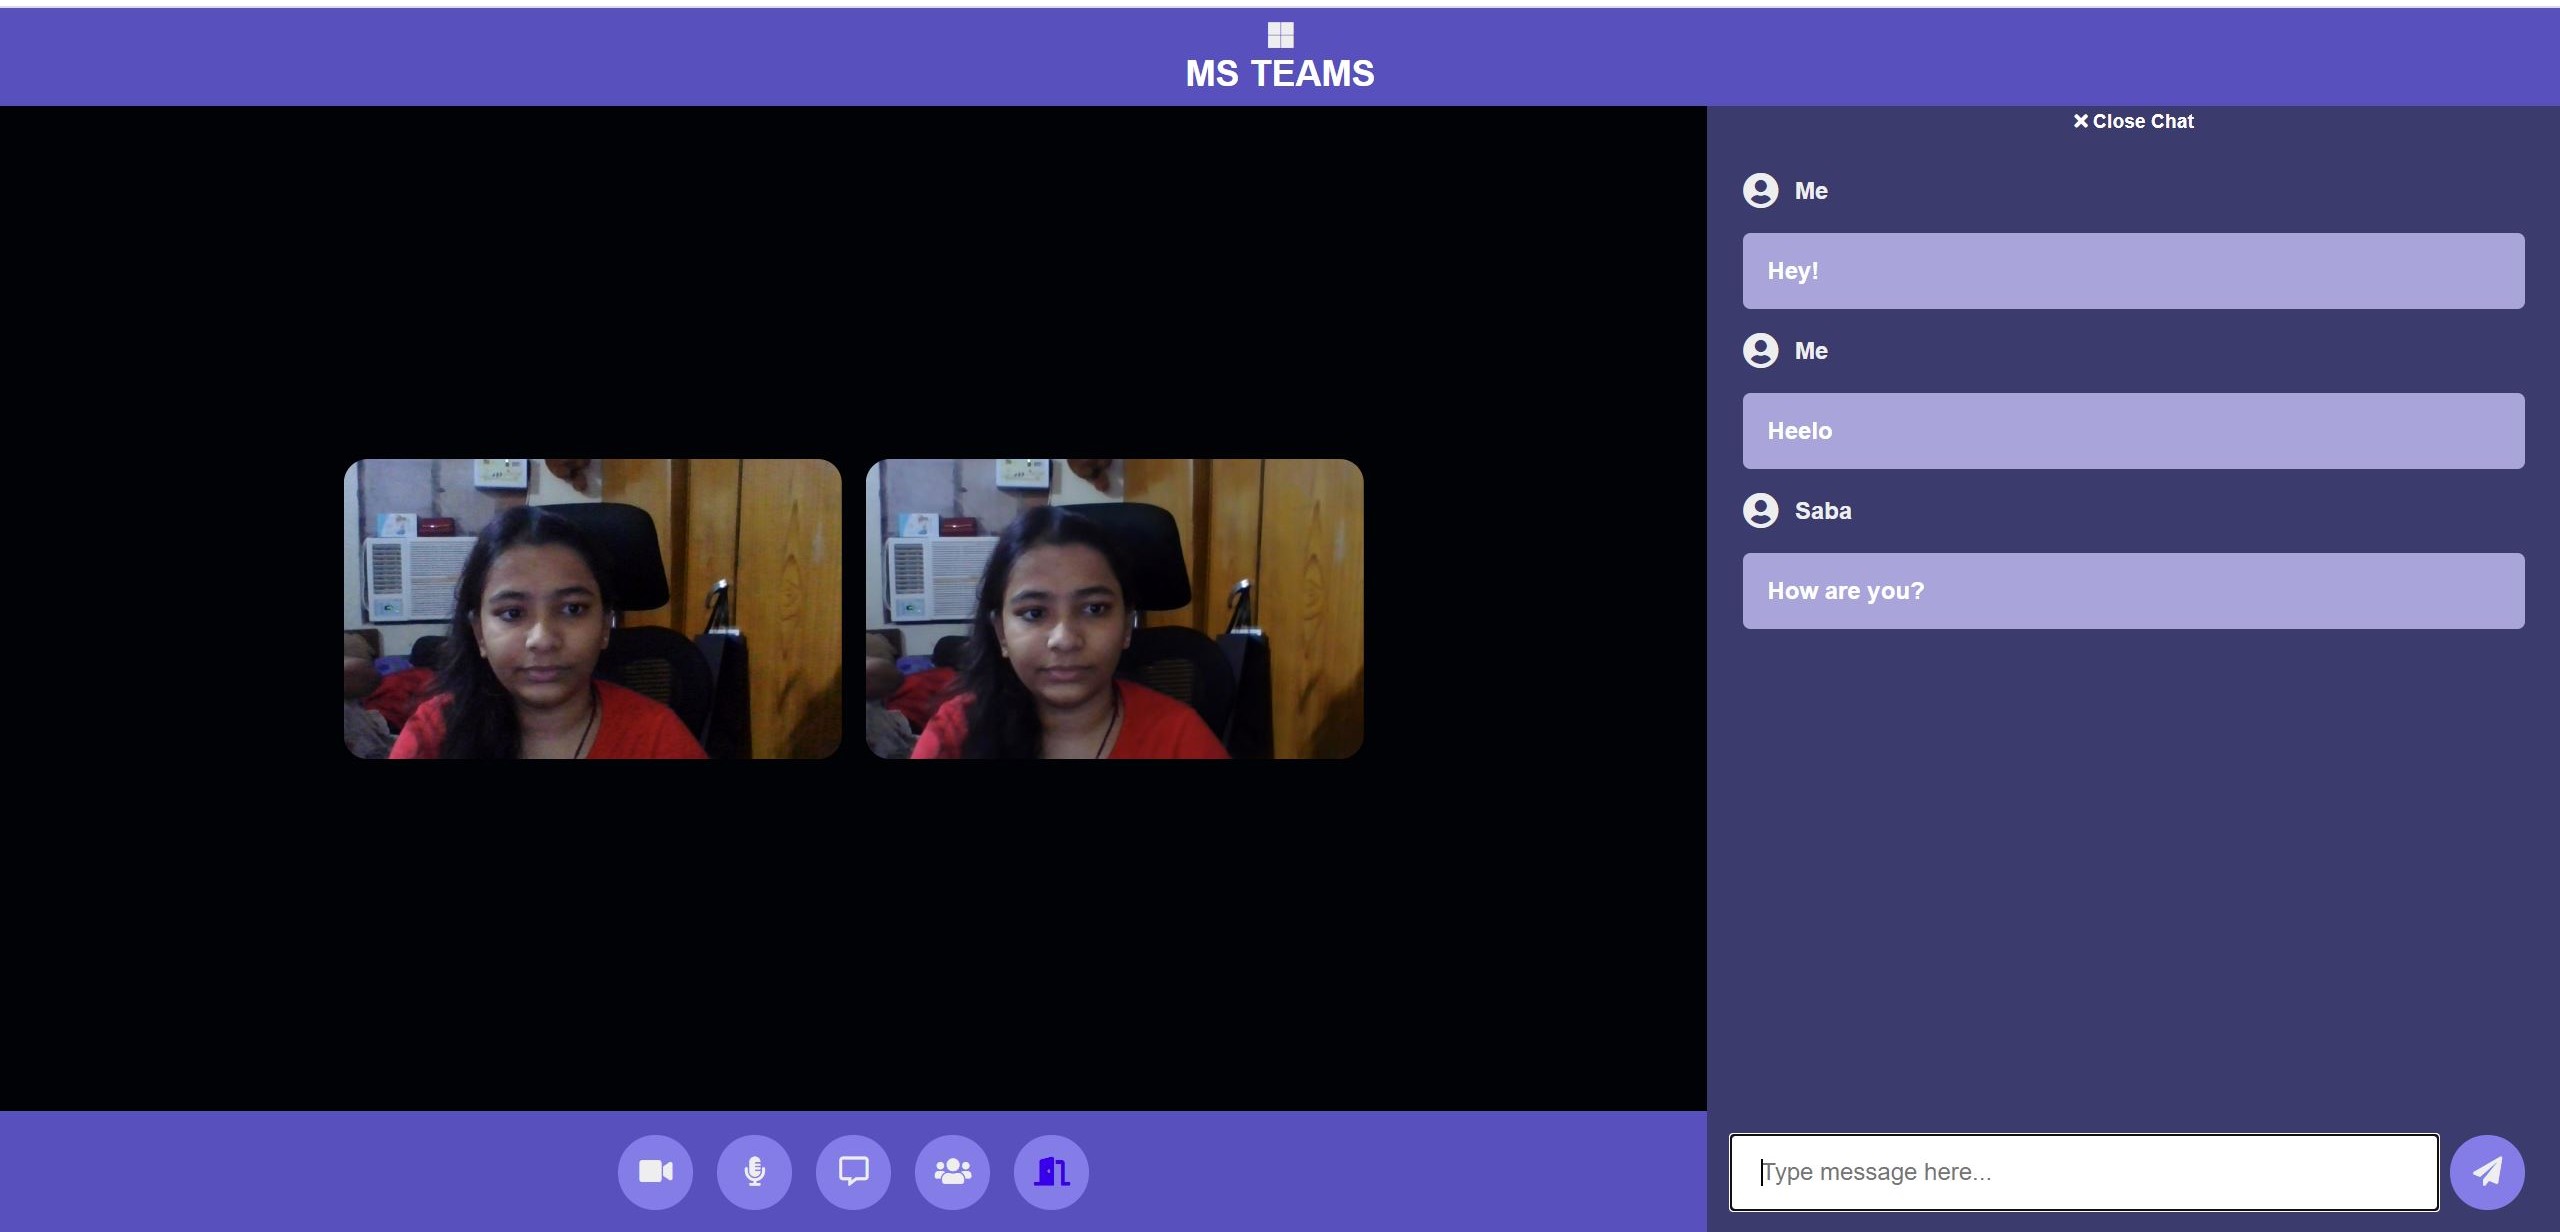 MS TEAMS
Close Chat
Me
Hey!
Me
Heelo
Saba
How are you?
Type message here...